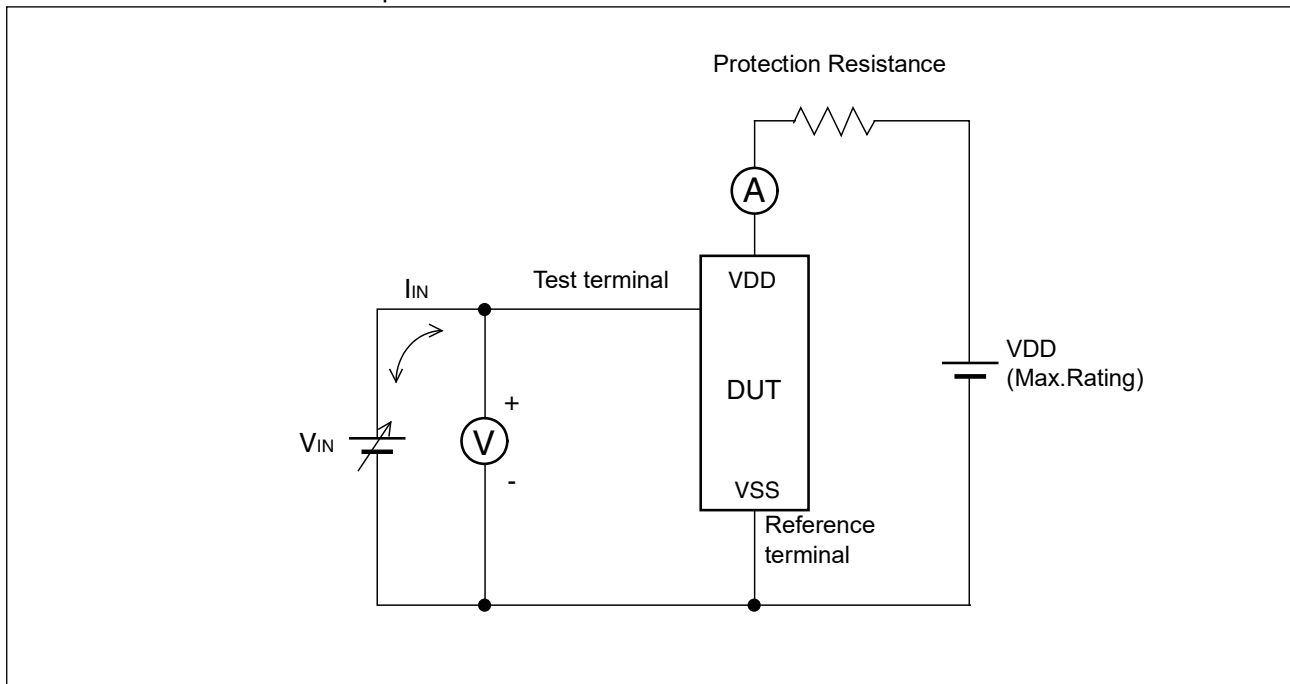 Protection Resistance
A
Test terminal
VDD
IIN
VDD
(Max.Rating)
DUT
+
VIN
V
-
VSS
Reference
terminal